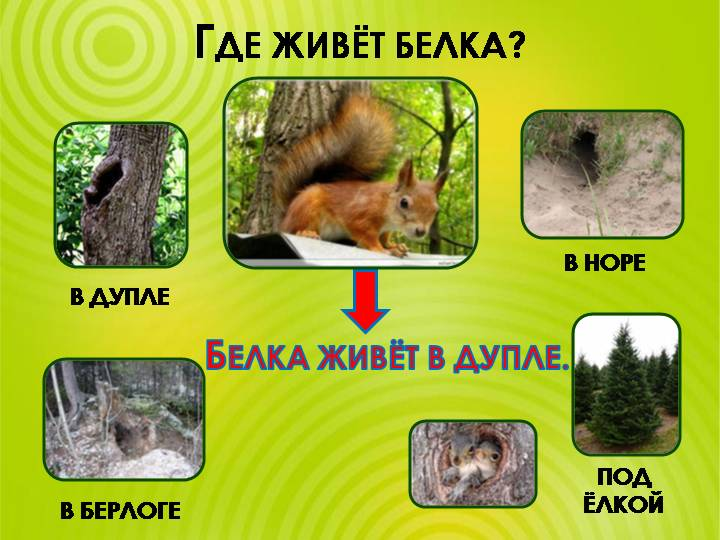 ГДЕ ЖИВЁТ БЕЛКА?
В ДУПЛЕ
В НОРЕ
БЕЛКА ЖИВЁТ В ДУПЛЕ.
В БЕРЛОГЕ
ПОД
ЁЛКОЙ